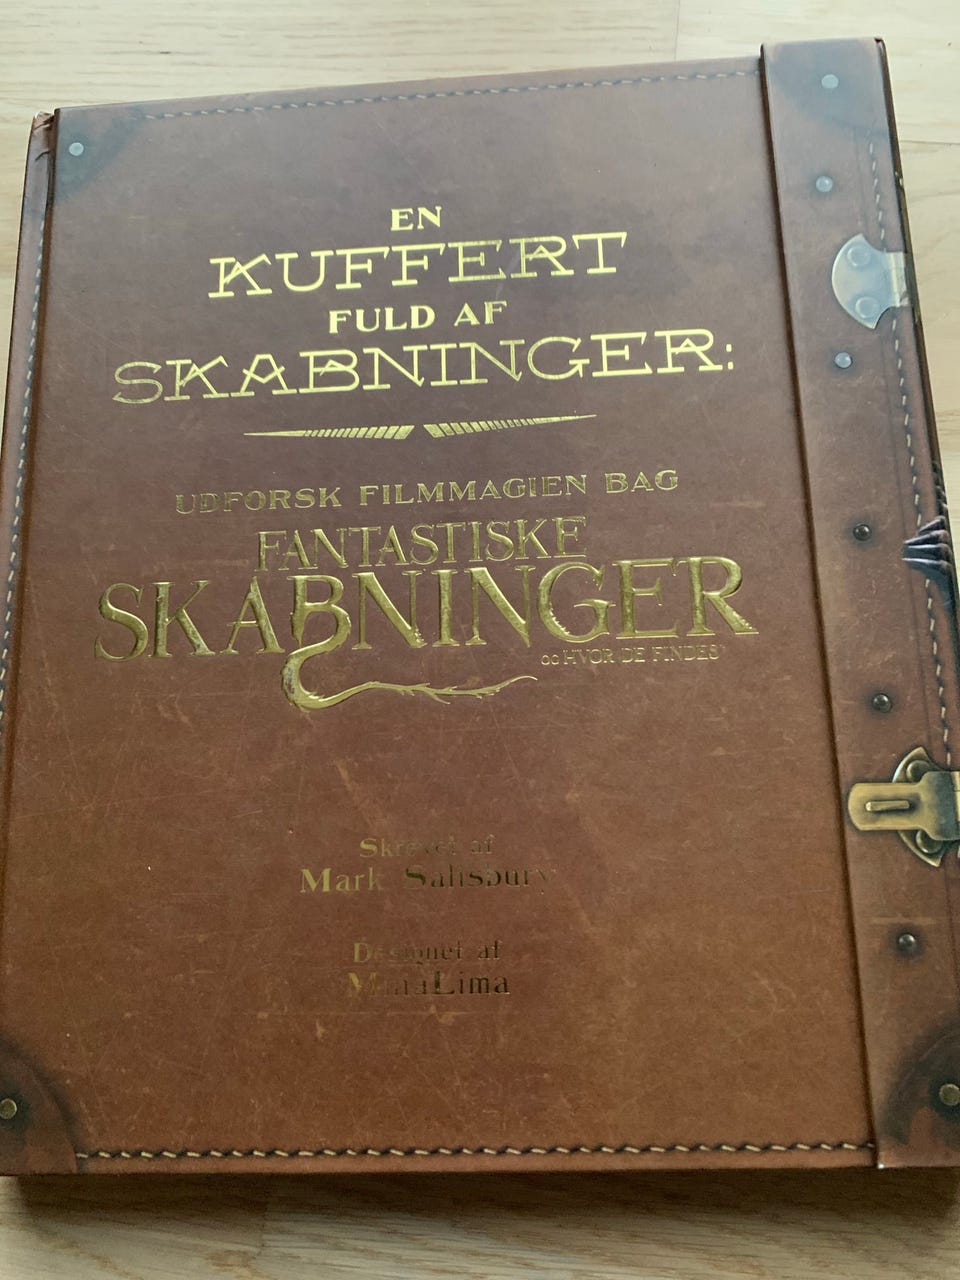 EN
KUFFERT
FULD AF
SKABNINGER:
UDFORSK FILMMAGIEN BAG
FANTASTISKE
SKABNINGER
OG HVOR DE FINDES
Skrevet af
Mark Salisbury
Designet af
MinaLima